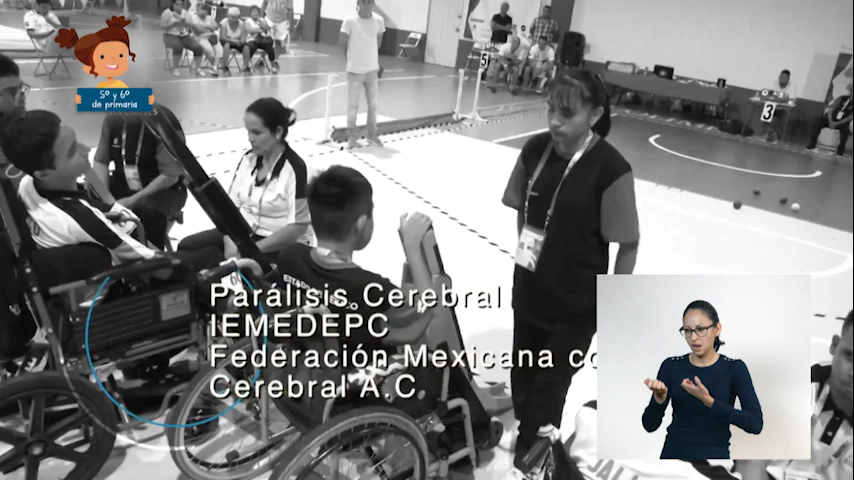 5º y 6º
de primaria
5
3
Parálisis Cerebral
IEMEDEPC
Federación Mexicana co
Cerebral A.C.